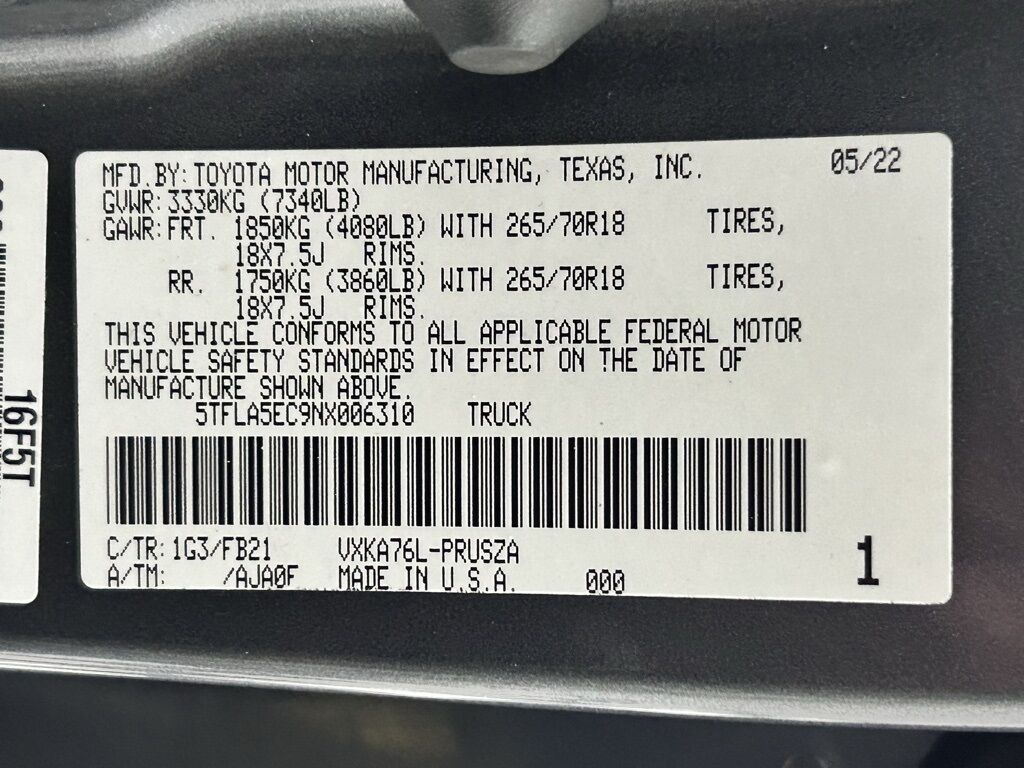 MFD.BY: TOYOTA MOTOR MANUFACTURING, TEXAS, INC. 05/22
GVWR: 3330KG (7340LB)
GAWR: FRT. 1850KG (4080LB) WITH 265/70R18 TIRES,
18X7.5J RIMS.
RR. 1750KG (3860LB) WITH 265/70R18 TIRES,
18X7.5J RIMS.
THIS VEHICLE CONFORMS TO ALL APPLICABLE FEDERAL MOTOR
VEHICLE SAFETY STANDARDS IN EFFECT ON THE DATE OF
MANUFACTURE SHOWN ABOVE.
5TFLA5EC9NX006310 TRUCK
C/TR: 1G3/FB21 VXKA76L-PRUSZA
A/TM: /AJA0F MADE IN U.S.A. 000
1
16F5T